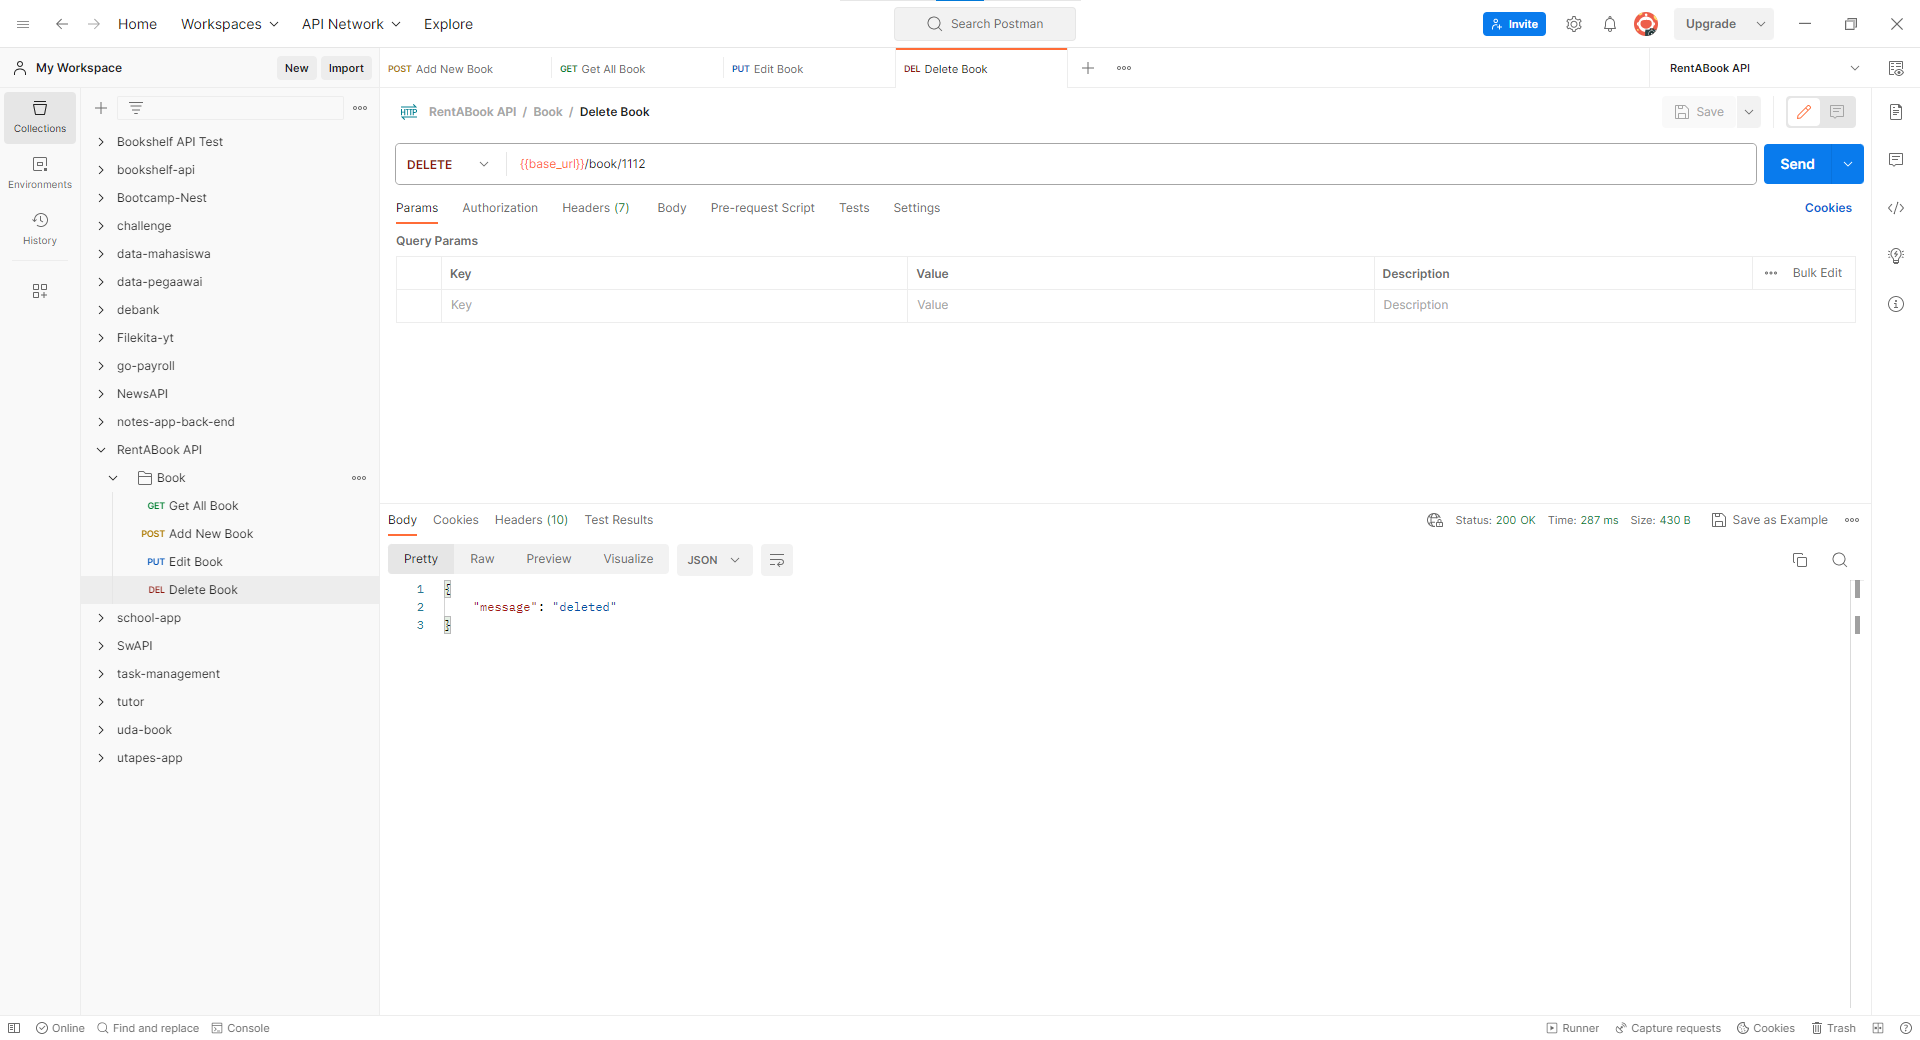 Home Workspaces API Network Explore Search Postman Invite Upgrade
My Workspace New Import POST Add New Book GET Get All Book PUT Edit Book DEL Delete Book RentABook API
Collections
Environments
History
Bookshelf API Test
bookshelf-api
Bootcamp-Nest
challenge
data-mahasiswa
data-pegaawai
debank
Filekita-yt
go-payroll
NewsAPI
notes-app-back-end
RentABook API
Book
GET Get All Book
POST Add New Book
PUT Edit Book
DEL Delete Book
school-app
SwAPI
task-management
tutor
uda-book
utapes-app
HTTP RentABook API / Book / Delete Book Save
DELETE {{base_url}}/book/1112 Send
Params Authorization Headers (7) Body Pre-request Script Tests Settings Cookies
Query Params
Key Value Description Bulk Edit
Key Value Description
Body Cookies Headers (10) Test Results Status: 200 OK Time: 287 ms Size: 430 B Save as Example
Pretty Raw Preview Visualize JSON
1 {
2 "message": "deleted"
3 }
Online Find and replace Console Runner Capture requests Cookies Trash